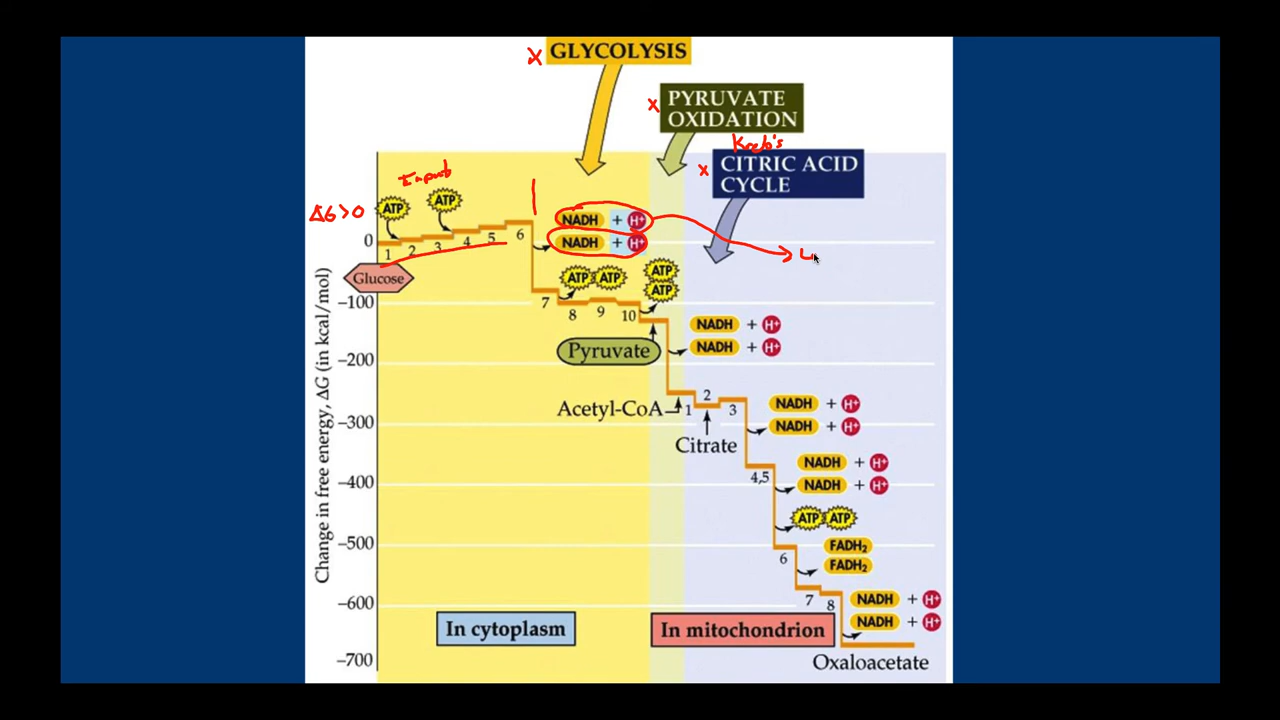 X GLYCOLYSIS
X PYRUVATE
OXIDATION
Kreb's
X CITRIC ACID
CYCLE
Input
ΔG>0
ATP ATP
NADH + H+
NADH + H+
ATP ATP
ATP
ATP
Glucose
1 2 3 4 5 6
7 8 9 10
Pyruvate
NADH + H+
NADH + H+
Acetyl-CoA
1 2 3
Citrate
NADH + H+
NADH + H+
4,5
NADH + H+
NADH + H+
ATP ATP
6
FADH2
FADH2
7 8
NADH + H+
NADH + H+
Oxaloacetate
In cytoplasm
In mitochondrion
Change in free energy, ΔG (in kcal/mol)
0
–100
–200
–300
–400
–500
–600
–700